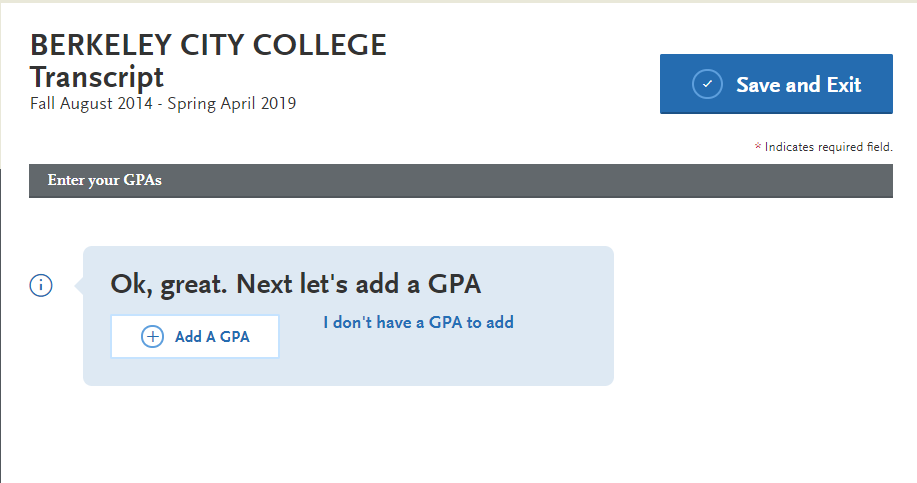 BERKELEY CITY COLLEGE
Transcript
Fall August 2014 - Spring April 2019
Save and Exit
* Indicates required field.
Enter your GPAs
Ok, great. Next let's add a GPA
Add A GPA
I don't have a GPA to add